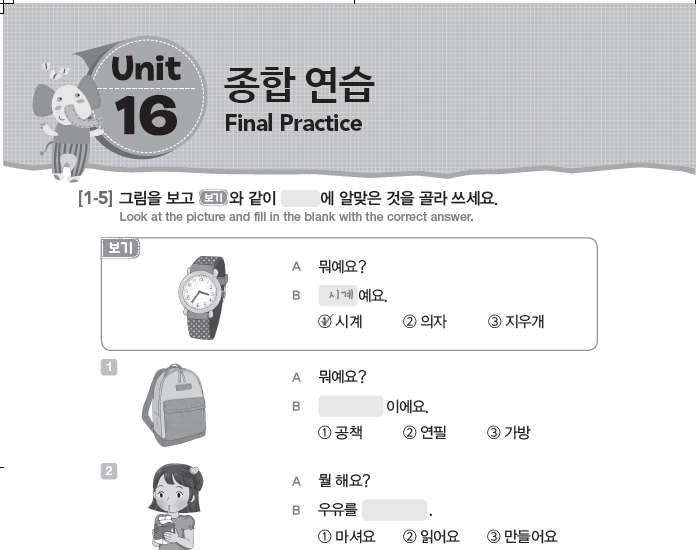 Unit
16
종합 연습
Final Practice
[1-5] 그림을 보고 보기와 같이 에 알맞은 것을 골라 쓰세요.
Look at the picture and fill in the blank with the correct answer.
보기
A 뭐예요?
B 시계예요.
① 시계 ② 의자 ③ 지우개
1
A 뭐예요?
B 이에요.
① 공책 ② 연필 ③ 가방
2
A 뭘 해요?
B 우유를 .
① 마셔요 ② 읽어요 ③ 만들어요